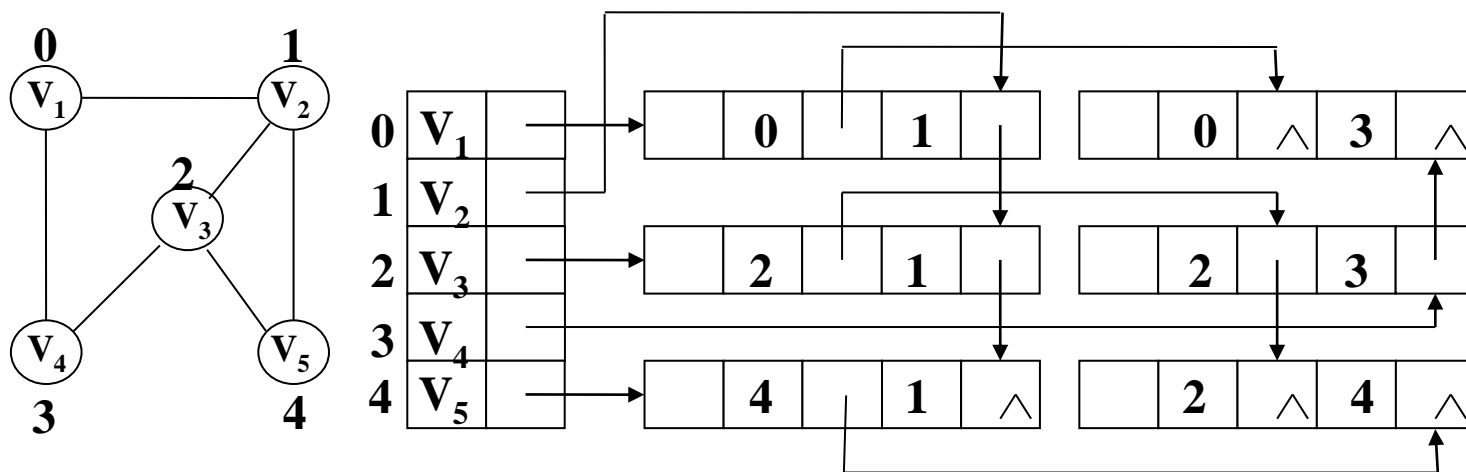 0 1
V₁ V₂
2
V₃
V₄ V₅
3 4
0 V₁ 0 1 0 ∧ 3 ∧
1 V₂
2 V₃ 2 1 2 3
3 V₄
4 V₅ 4 1 ∧ 2 ∧ 4 ∧